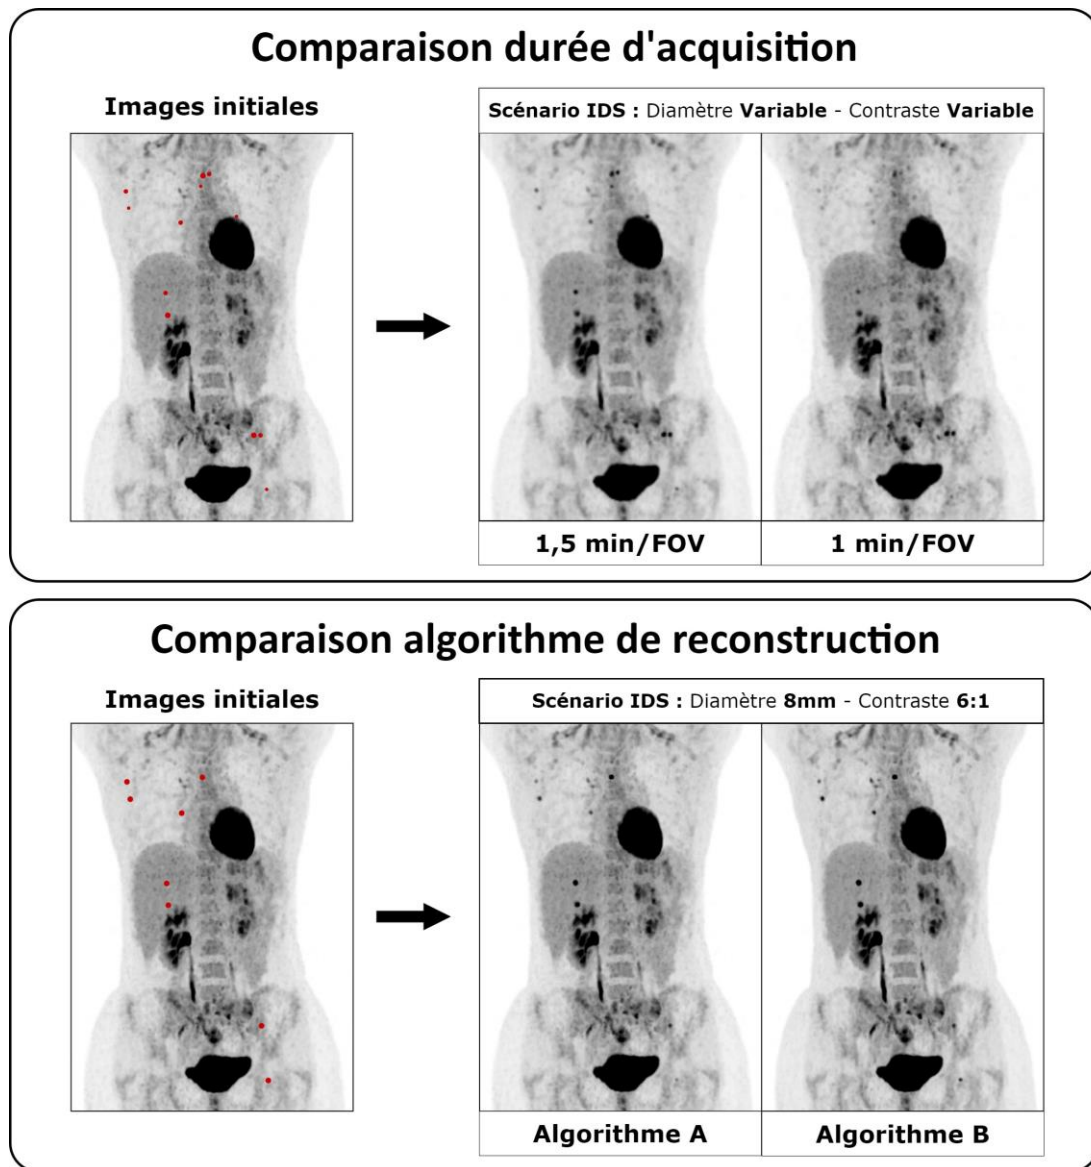 Comparaison durée d'acquisition
Images initiales
Scénario IDS : Diamètre Variable - Contraste Variable
1,5 min/FOV
1 min/FOV
Comparaison algorithme de reconstruction
Images initiales
Scénario IDS : Diamètre 8mm - Contraste 6:1
Algorithme A
Algorithme B